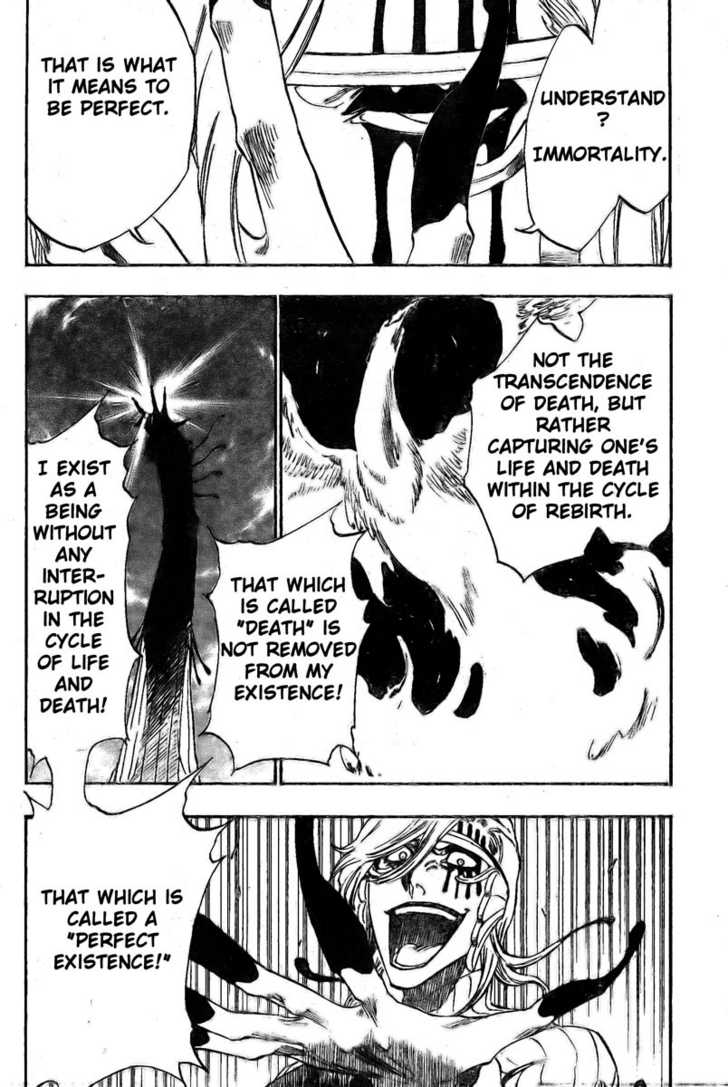 UNDERSTAND
?
IMMORTALITY.
THAT IS WHAT
IT MEANS TO
BE PERFECT.
NOT THE
TRANSCENDENCE
OF DEATH, BUT
RATHER
CAPTURING ONE'S
LIFE AND DEATH
WITHIN THE CYCLE
OF REBIRTH.
THAT WHICH
IS CALLED
"DEATH" IS
NOT REMOVED
FROM MY
EXISTENCE!
I EXIST
AS A
BEING
WITHOUT
ANY
INTER-
RUPTION
IN THE
CYCLE
OF LIFE
AND
DEATH!
THAT WHICH IS
CALLED A
"PERFECT
EXISTENCE!"